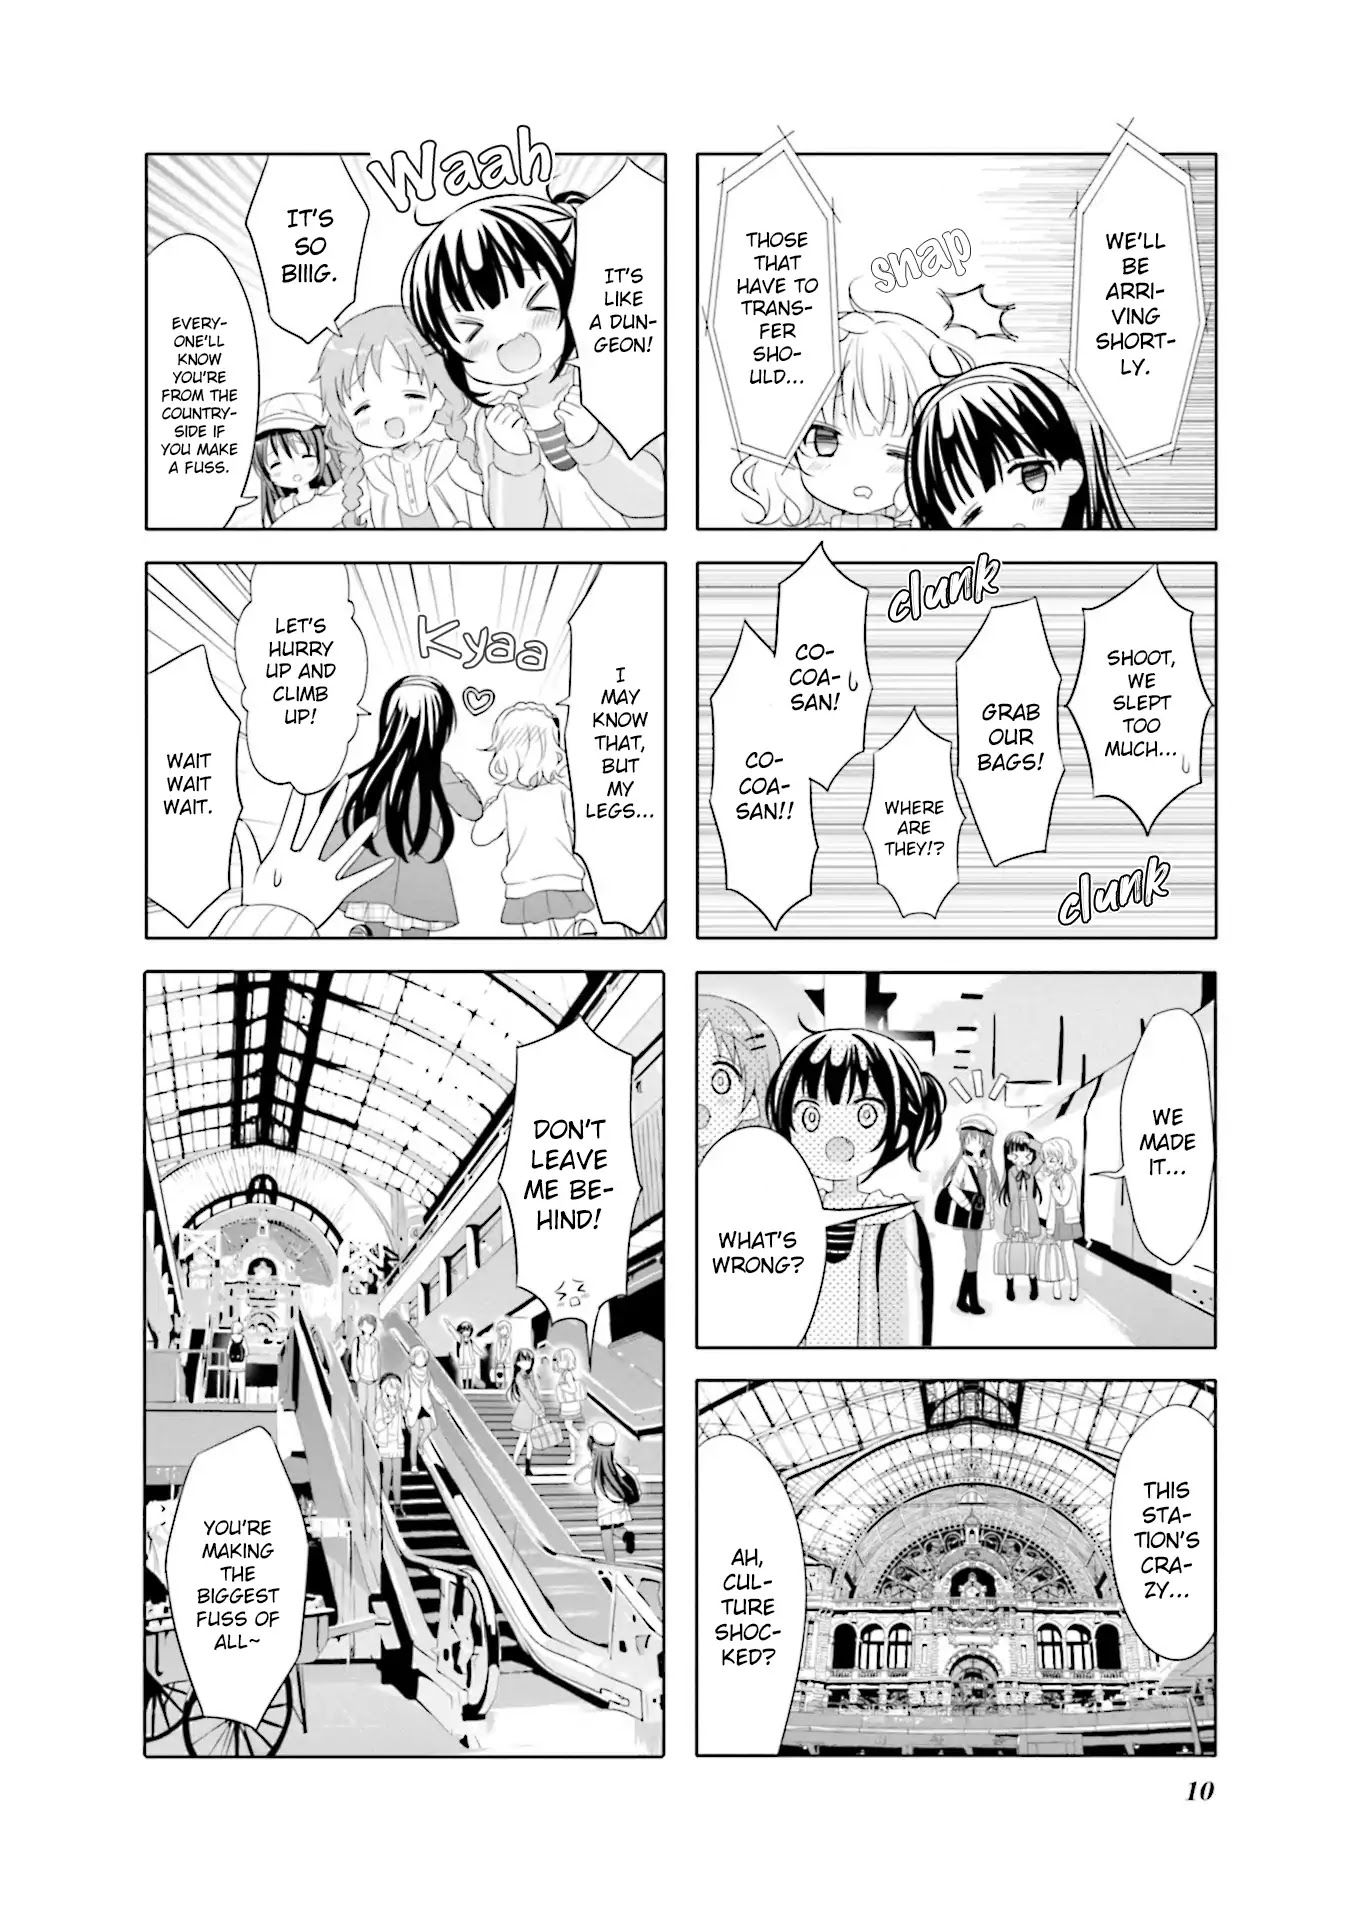 WE'LL
BE
ARRI-
VING
SHORT-
LY.
snap
THOSE
THAT
HAVE TO
TRANS-
FER
SHO-
ULD...
clunk
SHOOT,
WE
SLEPT
TOO
MUCH...
GRAB
OUR
BAGS!
WHERE
ARE
THEY!?
CO-
COA-
SAN!
CO-
COA-
SAN!!
clunk
WE
MADE
IT...
WHAT'S
WRONG?
THIS
STA-
TION'S
CRA-
ZY...
AH,
CUL-
TURE
SHOC-
KED?
Waah
IT'S
LIKE
A DUN-
GEON!
IT'S
SO
BIIIG.
EVERY-
ONE'LL
KNOW
YOU'RE
FROM THE
COUNTRY-
SIDE IF
YOU MAKE
A FUSS.
I
MAY
KNOW
THAT,
BUT
MY
LEGS...
Kyaa
LET'S
HURRY
UP AND
CLIMB
UP!
WAIT
WAIT
WAIT.
DON'T
LEAVE
ME BE-
HIND!
YOU'RE
MAKING
THE
BIGGEST
FUSS OF
ALL~
10